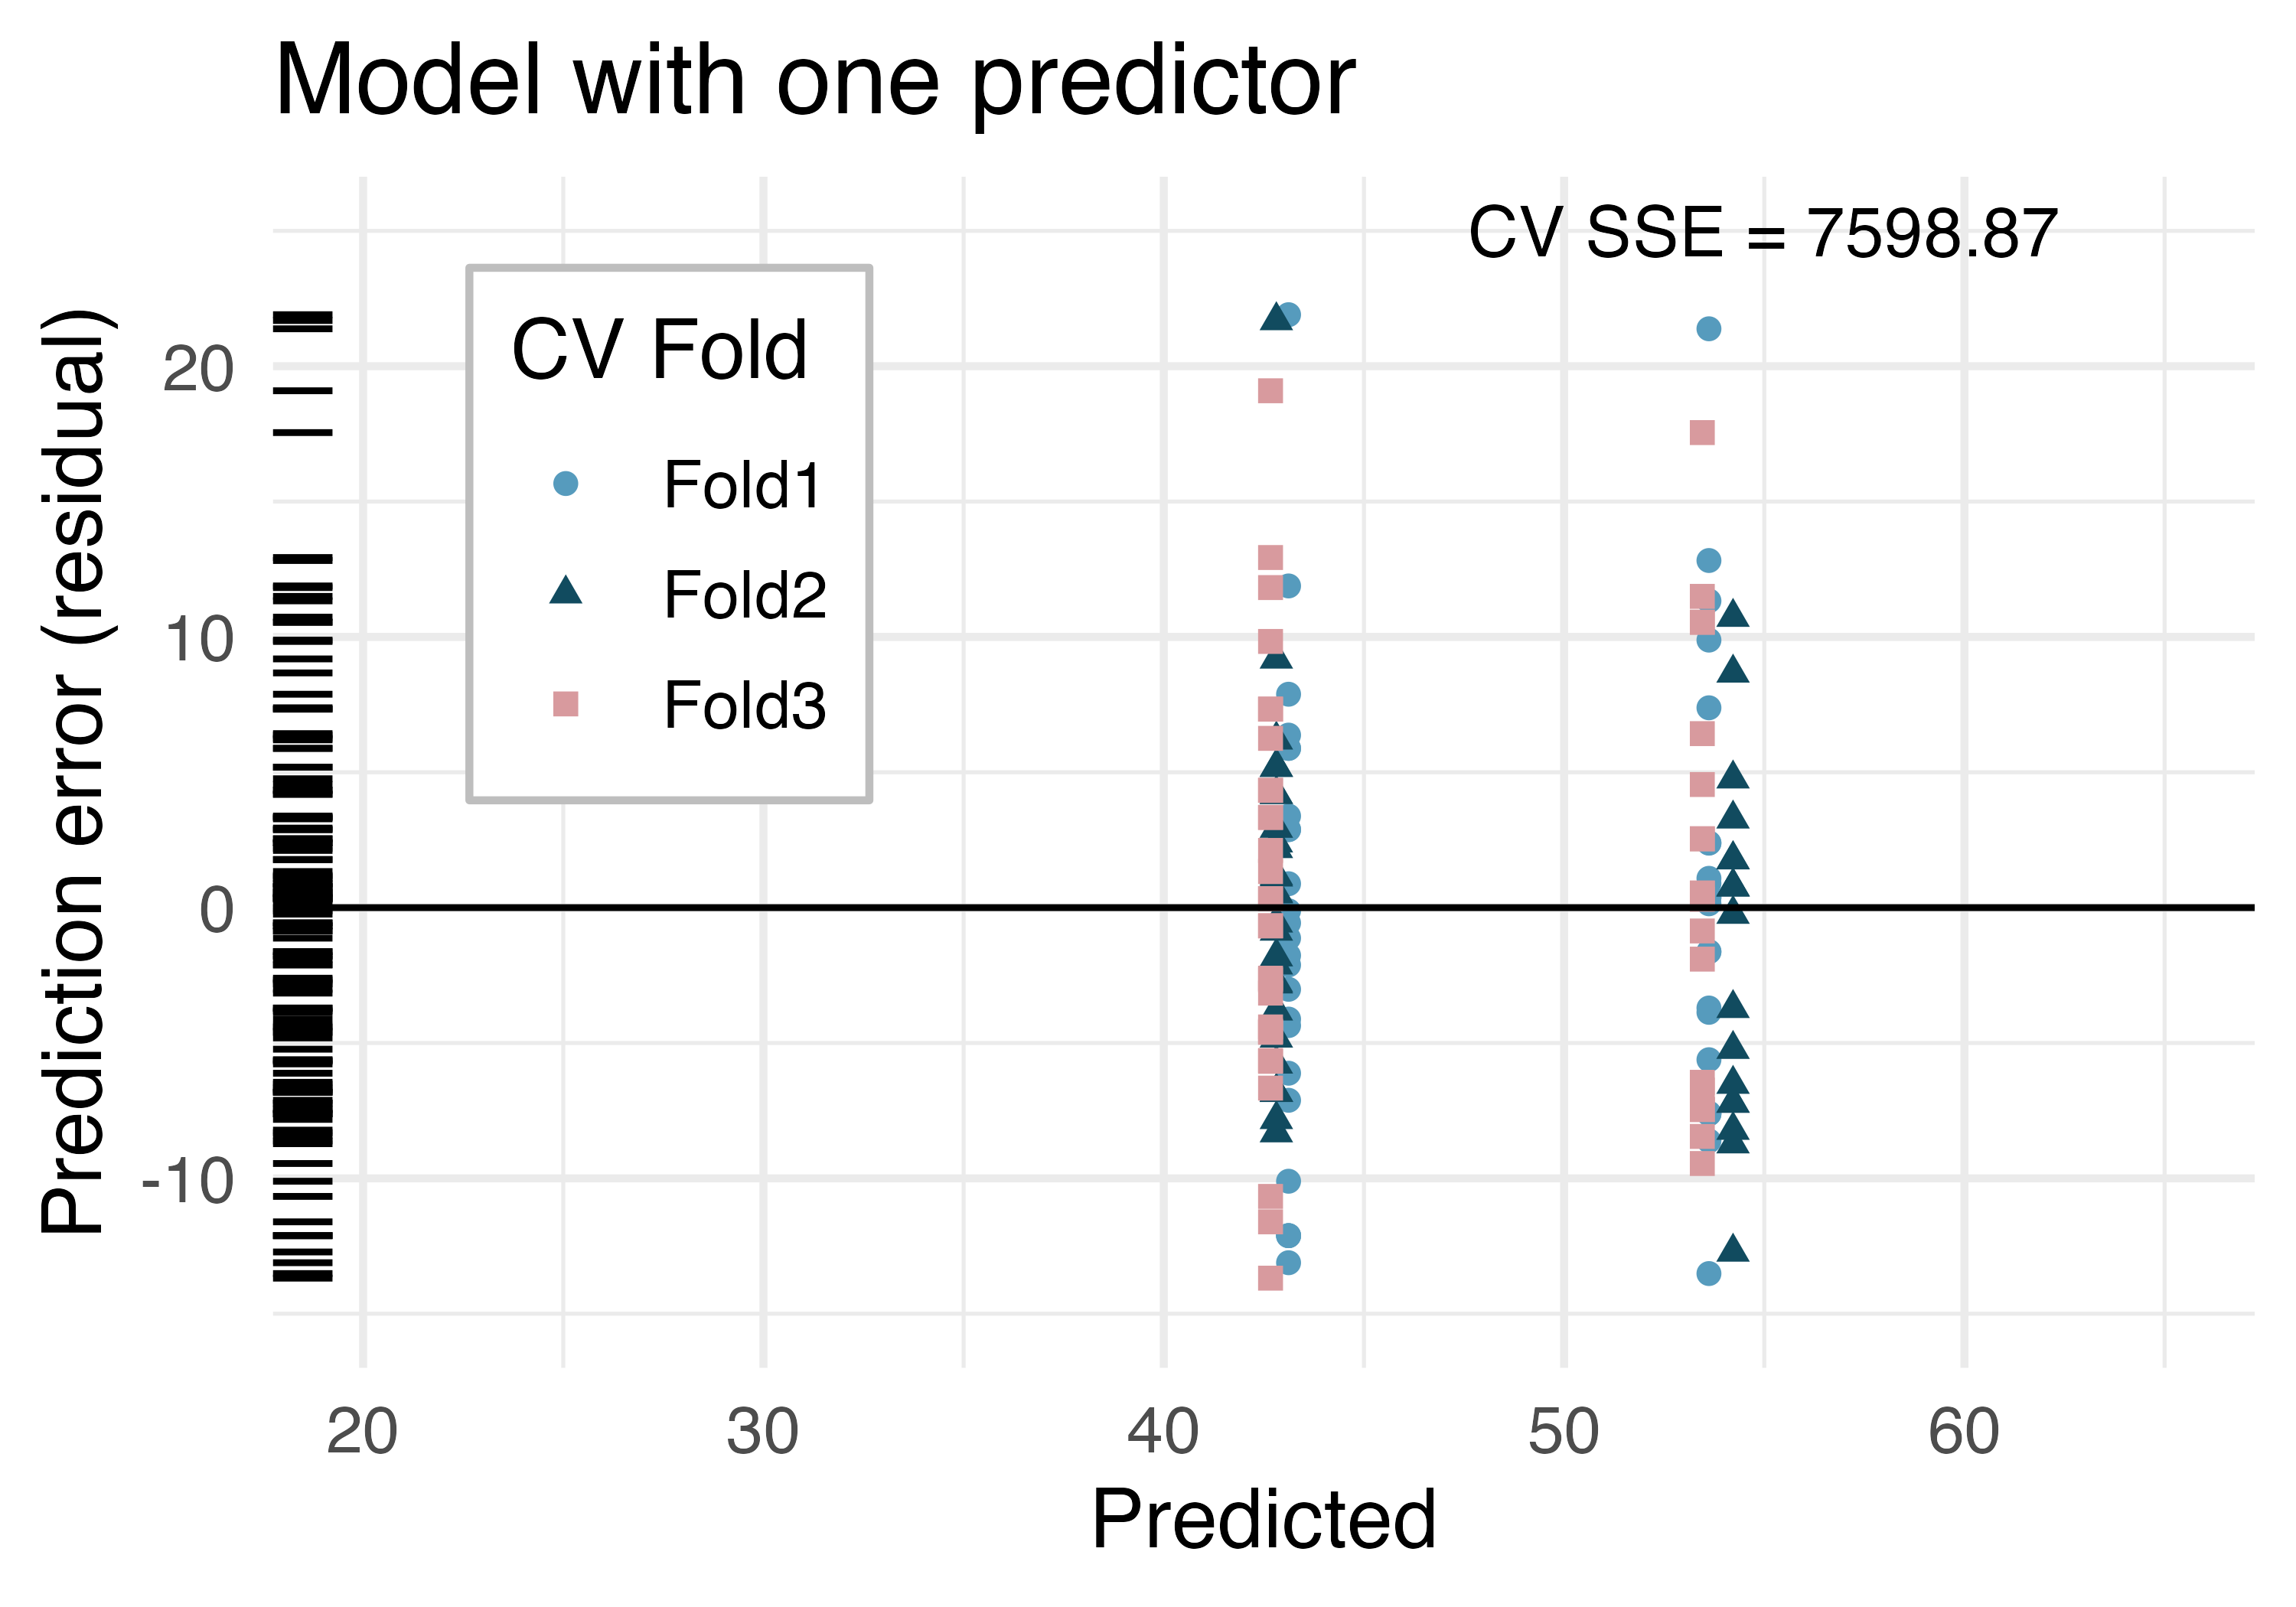 Model with one predictor
CV SSE = 7598.87
CV Fold
Fold1
Fold2
Fold3
Prediction error (residual)
20
10
0
-10
20
30
40
50
60
Predicted